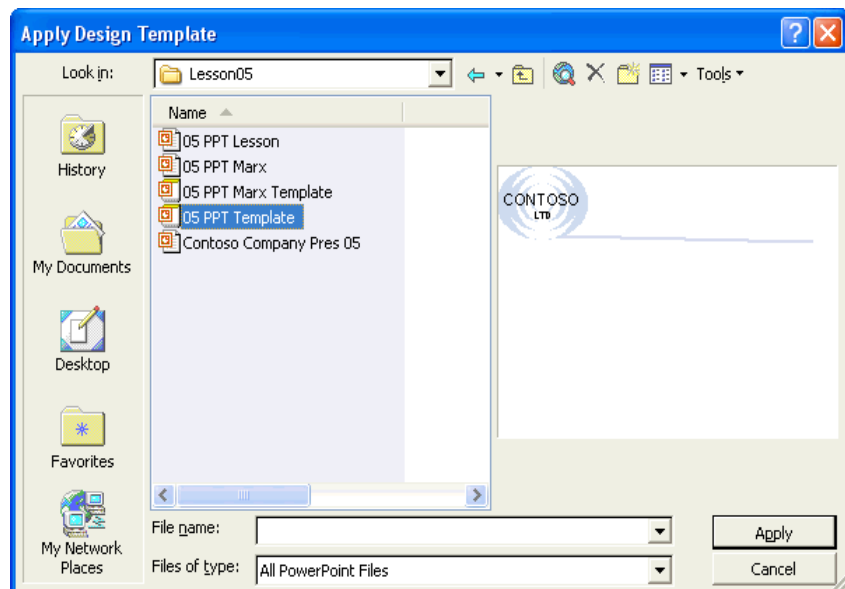 Apply Design Template
Look in:
Lesson05
Tools
Name
05 PPT Lesson
05 PPT Marx
05 PPT Marx Template
05 PPT Template
Contoso Company Pres 05
History
My Documents
Desktop
Favorites
My Network
Places
CONTOSO
LTD
File name:
Apply
Files of type:
All PowerPoint Files
Cancel